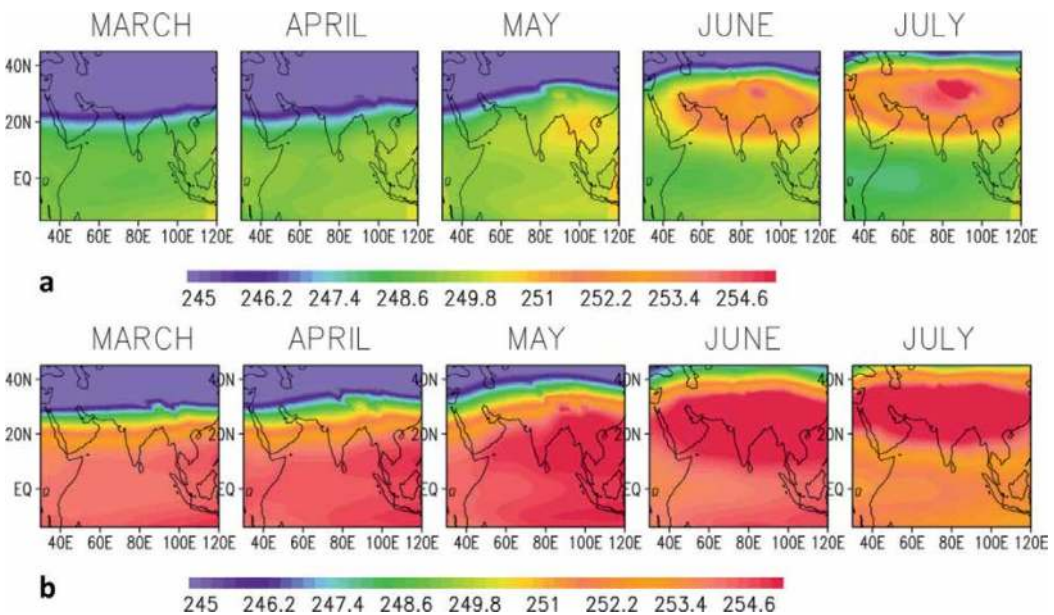 MARCH APRIL MAY JUNE JULY
40N
20N
EQ
40E 60E 80E 100E 120E 40E 60E 80E 100E 120E 40E 60E 80E 100E 120E 40E 60E 80E 100E 120E 40E 60E 80E 100E 120E
a
245 246.2 247.4 248.6 249.8 251 252.2 253.4 254.6
MARCH APRIL MAY JUNE JULY
40N 40N 40N 40N 40N
20N 20N 20N 20N 20N
EQ EQ EQ EQ EQ
40E 60E 80E 100E 120E 40E 60E 80E 100E 120E 40E 60E 80E 100E 120E 40E 60E 80E 100E 120E 40E 60E 80E 100E 120E
b
245 246.2 247.4 248.6 249.8 251 252.2 253.4 254.6